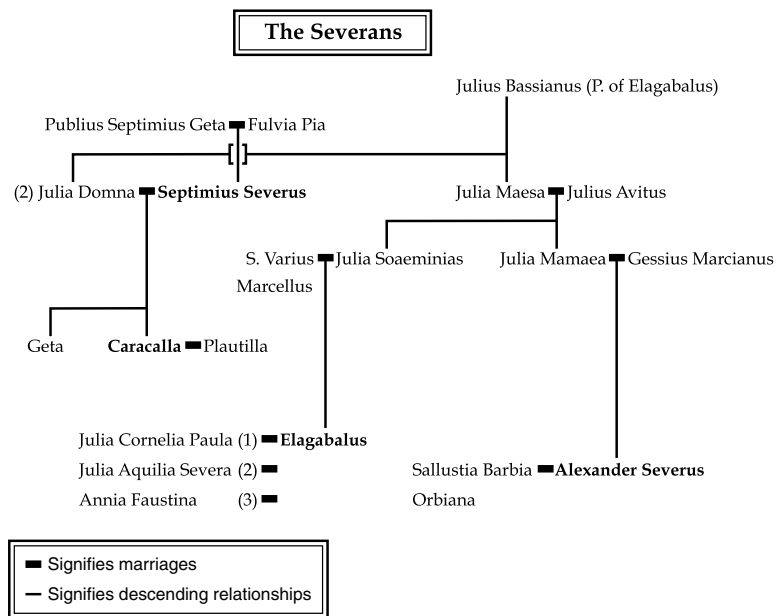 The Severans
Julius Bassianus (P. of Elagabalus)
Publius Septimius Geta Fulvia Pia
(2) Julia Domna Septimius Severus Julia Maesa Julius Avitus
S. Varius Julia Soaeminias Julia Mamaea Gessius Marcianus
Marcellus
Geta Caracalla Plautilla
Julia Cornelia Paula (1) Elagabalus
Julia Aquilia Severa (2) Sallustia Barbia Alexander Severus
Annia Faustina (3) Orbiana
Signifies marriages
Signifies descending relationships